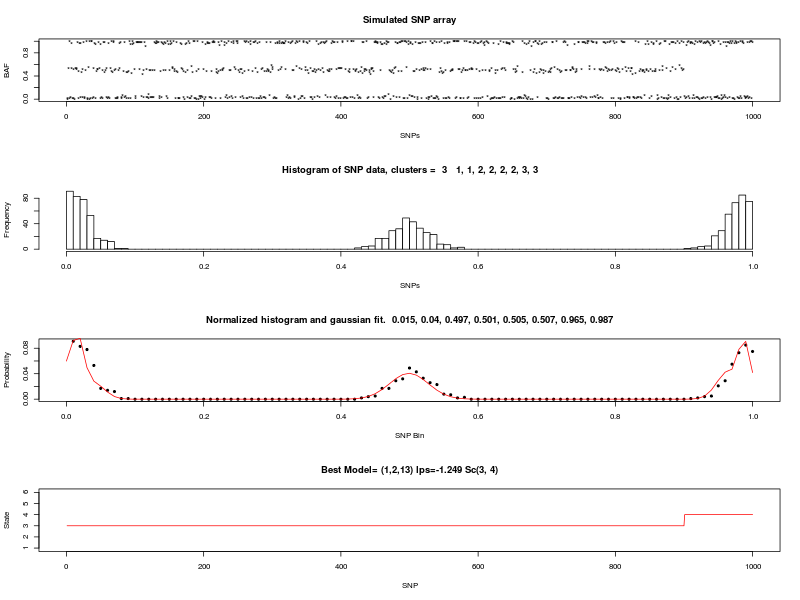 Simulated SNP array
BAF
0.0 0.4 0.8
0 200 400 600 800 1000
SNPs
Histogram of SNP data, clusters = 3 1, 1, 2, 2, 2, 2, 3, 3
Frequency
0 40 80
0.0 0.2 0.4 0.6 0.8 1.0
SNPs
Normalized histogram and gaussian fit. 0.015, 0.04, 0.497, 0.501, 0.505, 0.507, 0.965, 0.987
Probability
0.00 0.04 0.08
0.0 0.2 0.4 0.6 0.8 1.0
SNP Bin
Best Model= (1,2,13) lps=-1.249 Sc(3, 4)
State
1 2 3 4 5 6
0 200 400 600 800 1000
SNP